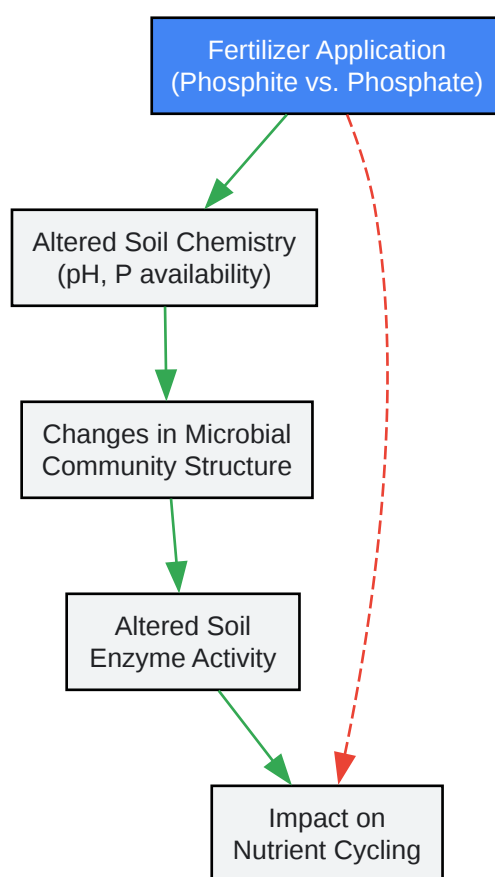 Fertilizer Application
(Phosphite vs. Phosphate)
Altered Soil Chemistry
(pH, P availability)
Changes in Microbial
Community Structure
Altered Soil
Enzyme Activity
Impact on
Nutrient Cycling